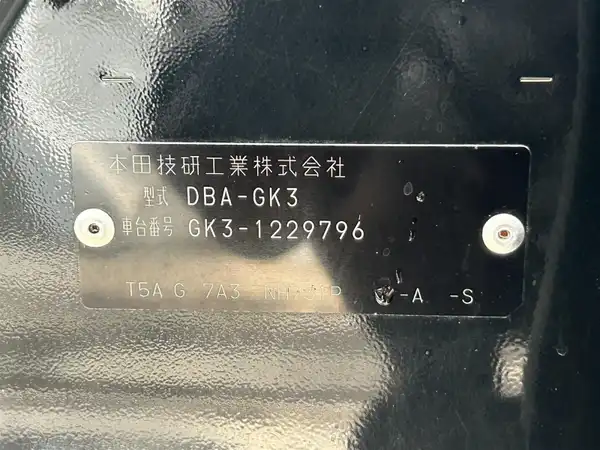 本田技研工業株式会社
型式 DBA-GK3
車台番号 GK3-1229796
T5A G 7A3 -A -S